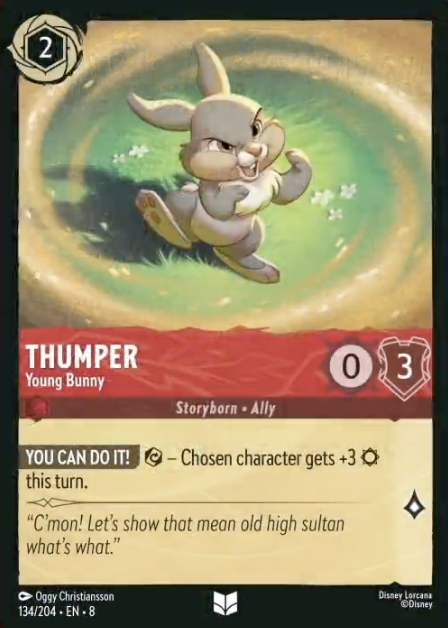 2
THUMPER
0
3
Young Bunny
Storyborn • Ally
YOU CAN DO IT! – Chosen character gets +3
this turn.
“C’mon! Let’s show that mean old high sultan
what’s what.”
Oggy Christiansson
Disney Lorcana
134/204 • EN • 8
©Disney